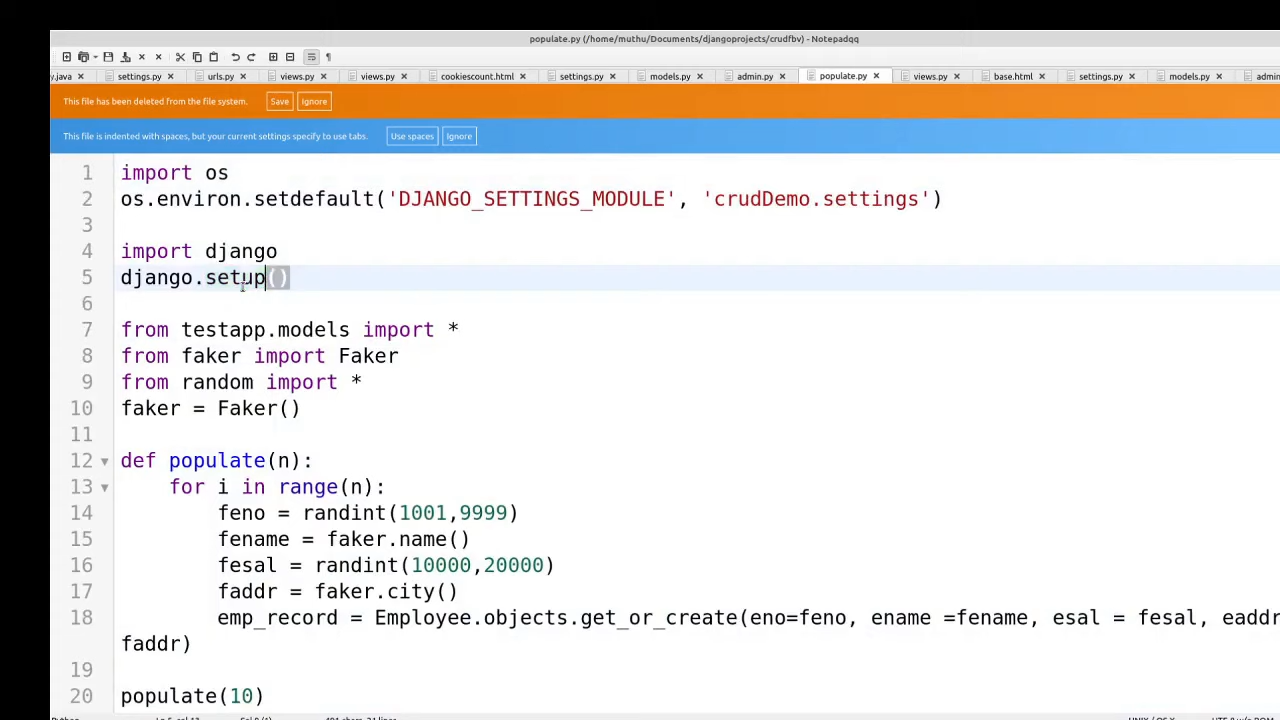 populate.py (/home/muthu/Documents/djangoprojects/crudfbv) - Notepadqq
y.java settings.py urls.py views.py views.py cookiescount.html settings.py models.py admin.py populate.py views.py base.html settings.py models.py admin
This file has been deleted from the file system. Save Ignore
This file is indented with spaces, but your current settings specify to use tabs. Use spaces Ignore
1 import os
2 os.environ.setdefault('DJANGO_SETTINGS_MODULE', 'crudDemo.settings')
3
4 import django
5 django.setup()
6
7 from testapp.models import *
8 from faker import Faker
9 from random import *
10 faker = Faker()
11
12 def populate(n):
13 for i in range(n):
14 feno = randint(1001,9999)
15 fename = faker.name()
16 fesal = randint(10000,20000)
17 faddr = faker.city()
18 emp_record = Employee.objects.get_or_create(eno=feno, ename =fename, esal = fesal, eaddr
faddr)
19
20 populate(10)